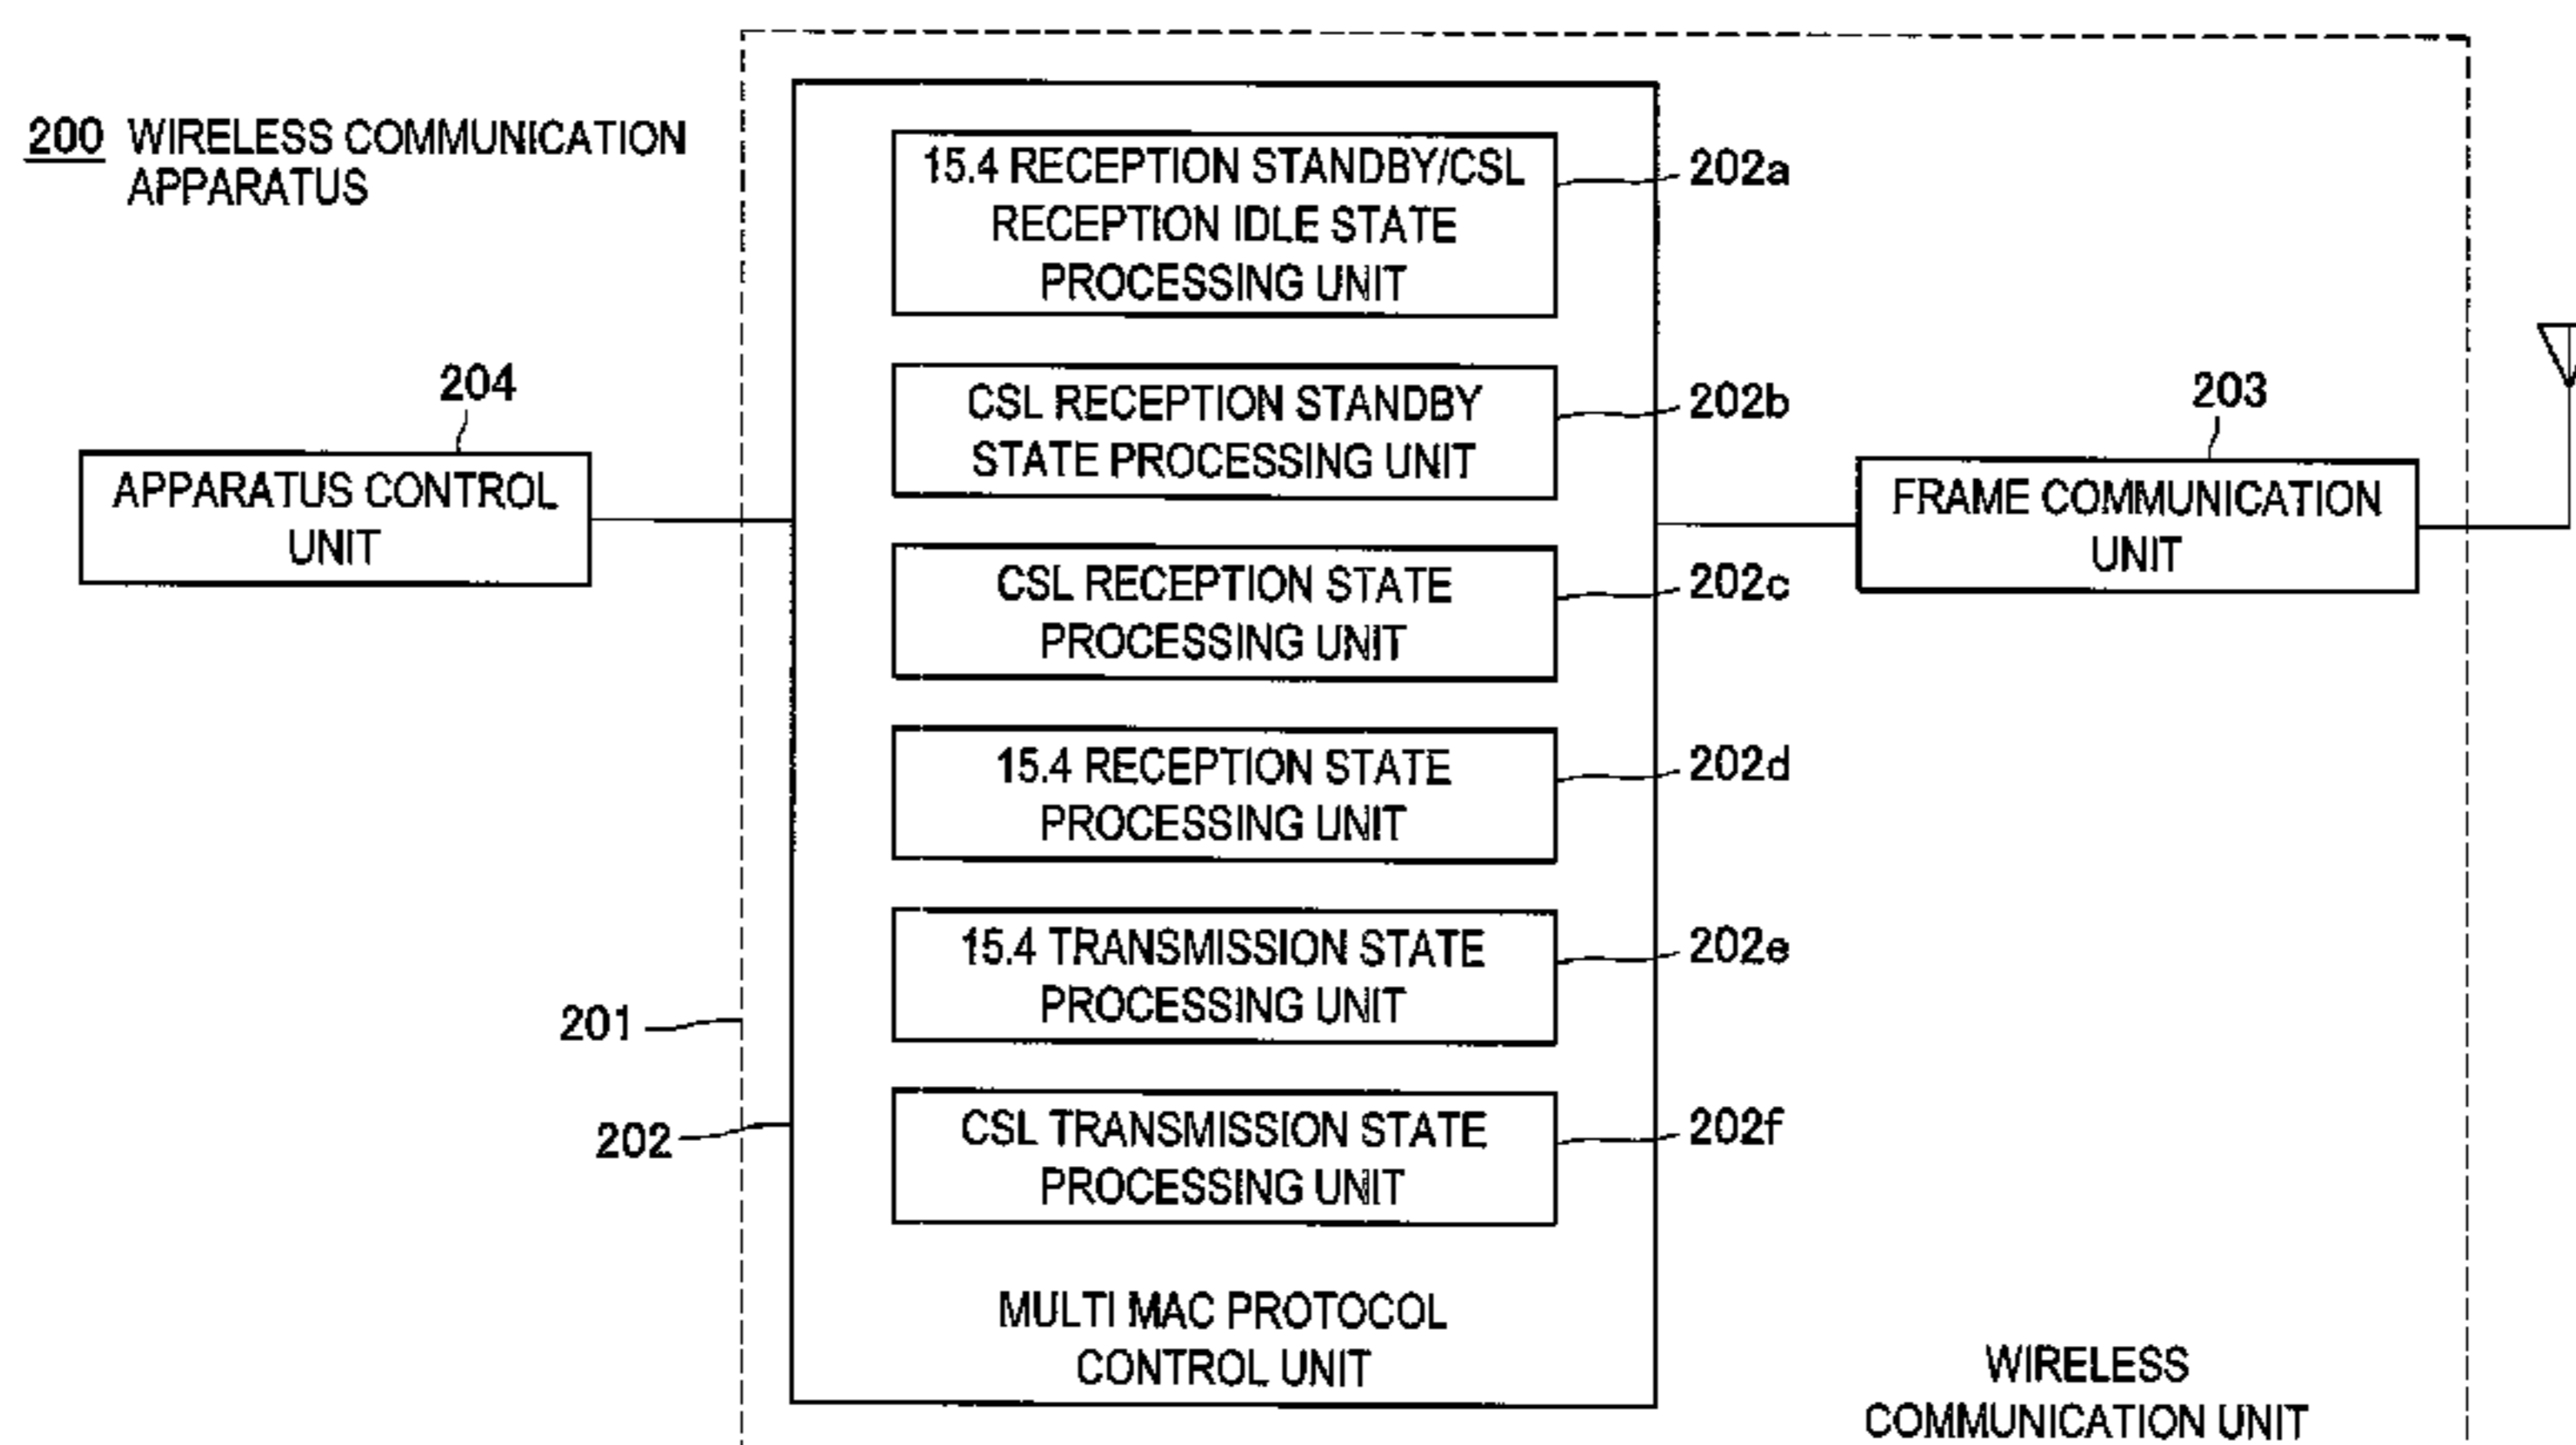 200 WIRELESS COMMUNICATION
APPARATUS
15.4 RECEPTION STANDBY/CSL
RECEPTION IDLE STATE
PROCESSING UNIT
202a
204
APPARATUS CONTROL
UNIT
CSL RECEPTION STANDBY
STATE PROCESSING UNIT
202b
203
FRAME COMMUNICATION
UNIT
CSL RECEPTION STATE
PROCESSING UNIT
202c
15.4 RECEPTION STATE
PROCESSING UNIT
202d
15.4 TRANSMISSION STATE
PROCESSING UNIT
202e
201
CSL TRANSMISSION STATE
PROCESSING UNIT
202f
202
MULTI MAC PROTOCOL
CONTROL UNIT
WIRELESS
COMMUNICATION UNIT